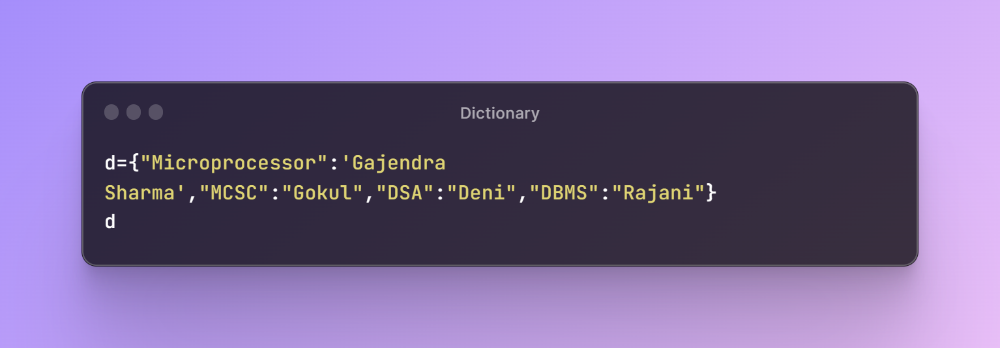 Dictionary
d={"Microprocessor":'Gajendra
Sharma',"MCSC":"Gokul","DSA":"Deni","DBMS":"Rajani"}
d